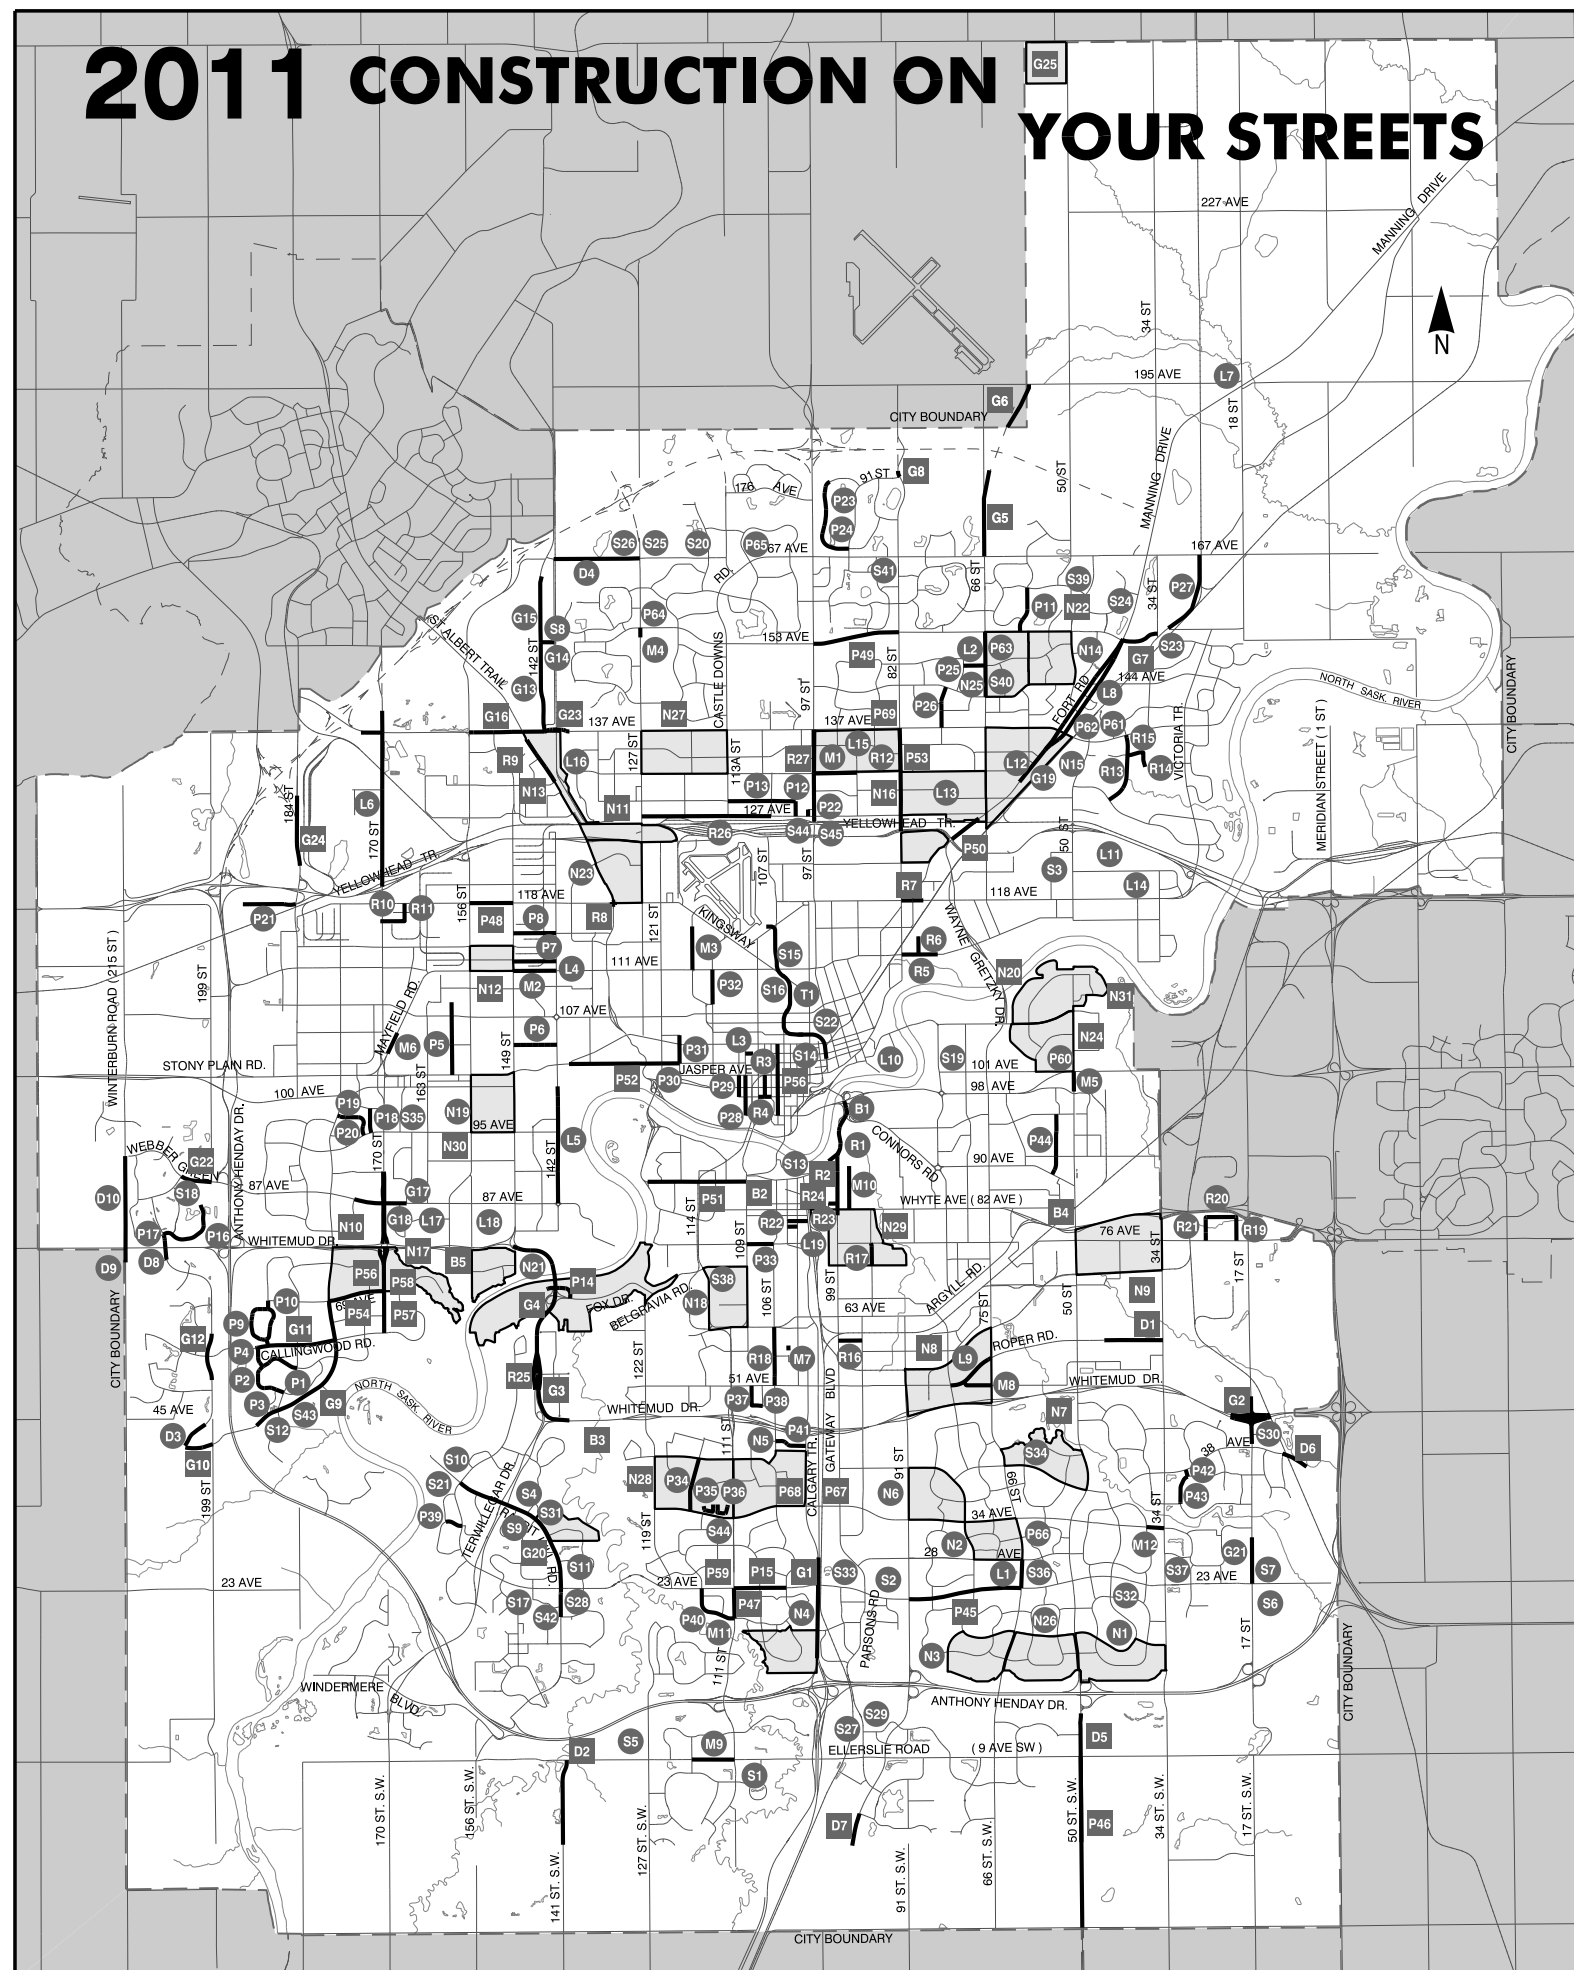 2011 CONSTRUCTION ON
YOUR STREETS
G25
227 AVE
MANNING DRIVE
34 ST
N
195 AVE
L7
G6
CITY BOUNDARY
18 ST
MANNING DRIVE
50 ST
91 ST
G8
176 AVE
P23
P24
G5
S26 S25 S20 P65 67 AVE
167 AVE
D4
RD.
S41
66 ST
S39
P27
34 ST
G15
S8
P64
P11 N22 S24
ST ALBERT TRAIL
142 ST
G14
M4
153 AVE
P49
82 ST
L2 P63
N14
G7
S23
P25
N25 S40
144 AVE
G13
CASTLE DOWNS
97 ST
L8
FORT RD
NORTH SASK. RIVER
CITY BOUNDARY
G16 G23 137 AVE N27
137 AVE P69
P26
P62 P61
VICTORIA TR.
MERIDIAN STREET ( 1 ST )
R9
L16
127 ST
113A ST
R27 M1 L15 R12 P53
L12
N15
R15
R14
R13
G19
N13
P13 P12
N16 L13
184 ST
L6
170 ST
N11
127 AVE
P22
YELLOWHEAD TR.
G24
R26
S44 S45
P50
50 ST
L11
YELLOWHEAD TR.
N23
107 ST
97 ST
R7
S3
118 AVE
L14
P21
R10 R11
156 ST
118 AVE
P48 P8
R8
121 ST
KINGSWAY
WAYNE GRETZKY DR.
P7
M3
S15
R6
WINTERBURN ROAD (215 ST )
199 ST
L4
111 AVE
R5
N20
N12
M2
P32
S16 T1
N31
MAYFIELD RD.
107 AVE
P6
S22
M6 P5
149 ST
L3
P31
R3
S14
L10 S19
101 AVE
P60
N24
STONY PLAIN RD.
163 ST
JASPER AVE
P52 P30
P29
P56
98 AVE
M5
100 AVE
P19
P18 S35
N19
P28 R4
B1
P20
95 AVE
N30
L5
CONNORS RD
P44
170 ST
142 ST
R1
90 AVE
WEBBER GREEN
G22
ANTHONY HENDAY DR.
S13
R2
M10
D10
S18
87 AVE
G17
87 AVE
P51
B2
R24
WHYTE AVE ( 82 AVE )
B4
R20
P17
P16
N10
G18 L17 L18
114 ST
109 ST
R22
R23
N29
76 AVE
R21
R19
D9
D8
WHITEMUD DR.
N17
B5
N21
P33
L19
R17
34 ST
17 ST
P56
P58
P14
S38
99 ST
ARGYLL RD.
P10
69 AVE
P54 P57
G4
FOX DR.
BELGRAVIA RD.
N18
106 ST
63 AVE
75 ST
50 ST
N9
P9
G11
D1
CITY BOUNDARY
G12
P4
CALLINGWOOD RD.
N8
ROPER RD.
P2
P1
R25
G3
122 ST
R18 M7
R16
L9
M8
WHITEMUD DR.
NORTH SASK. RIVER
51 AVE
P3
S43
G9
P37 P38
GATEWAY BLVD
G2
45 AVE
D3
S12
WHITEMUD DR.
P41
N7
S30
G10
B3
N5
111 ST
CALGARY TR.
38 AVE
D6
S10
S34
199 ST
S21
TERWILLEGAR DR.
N28
P34
P35 P36
P68 P67
N6
91 ST
66 ST
P42
P43
S4
S31
P39
S9
119 ST
S44
34 AVE
34 ST
G20
RD.
N2
P66
M12
G21
28 AVE
S11
P59
P15 G1 S33
S2
L1
S36
S37
S7
23 AVE
23 AVE
23 AVE
S17
S42
S28
P47
N4
PARSONS RD
P45
N26
S32
S6
P40
M11
N1
17 ST
111 ST
N3
CITY BOUNDARY
WINDERMERE BLVD.
ANTHONY HENDAY DR.
S29
S27
D2
S5
M9
ELLERSLIE ROAD ( 9 AVE SW )
D5
S1
170 ST. S.W.
156 ST. S.W.
127 ST. S.W.
D7
50 ST. S.W.
P46
34 ST. S.W.
17 ST. S.W.
141 ST. S.W.
91 ST. S.W.
66 ST. S.W.
CITY BOUNDARY